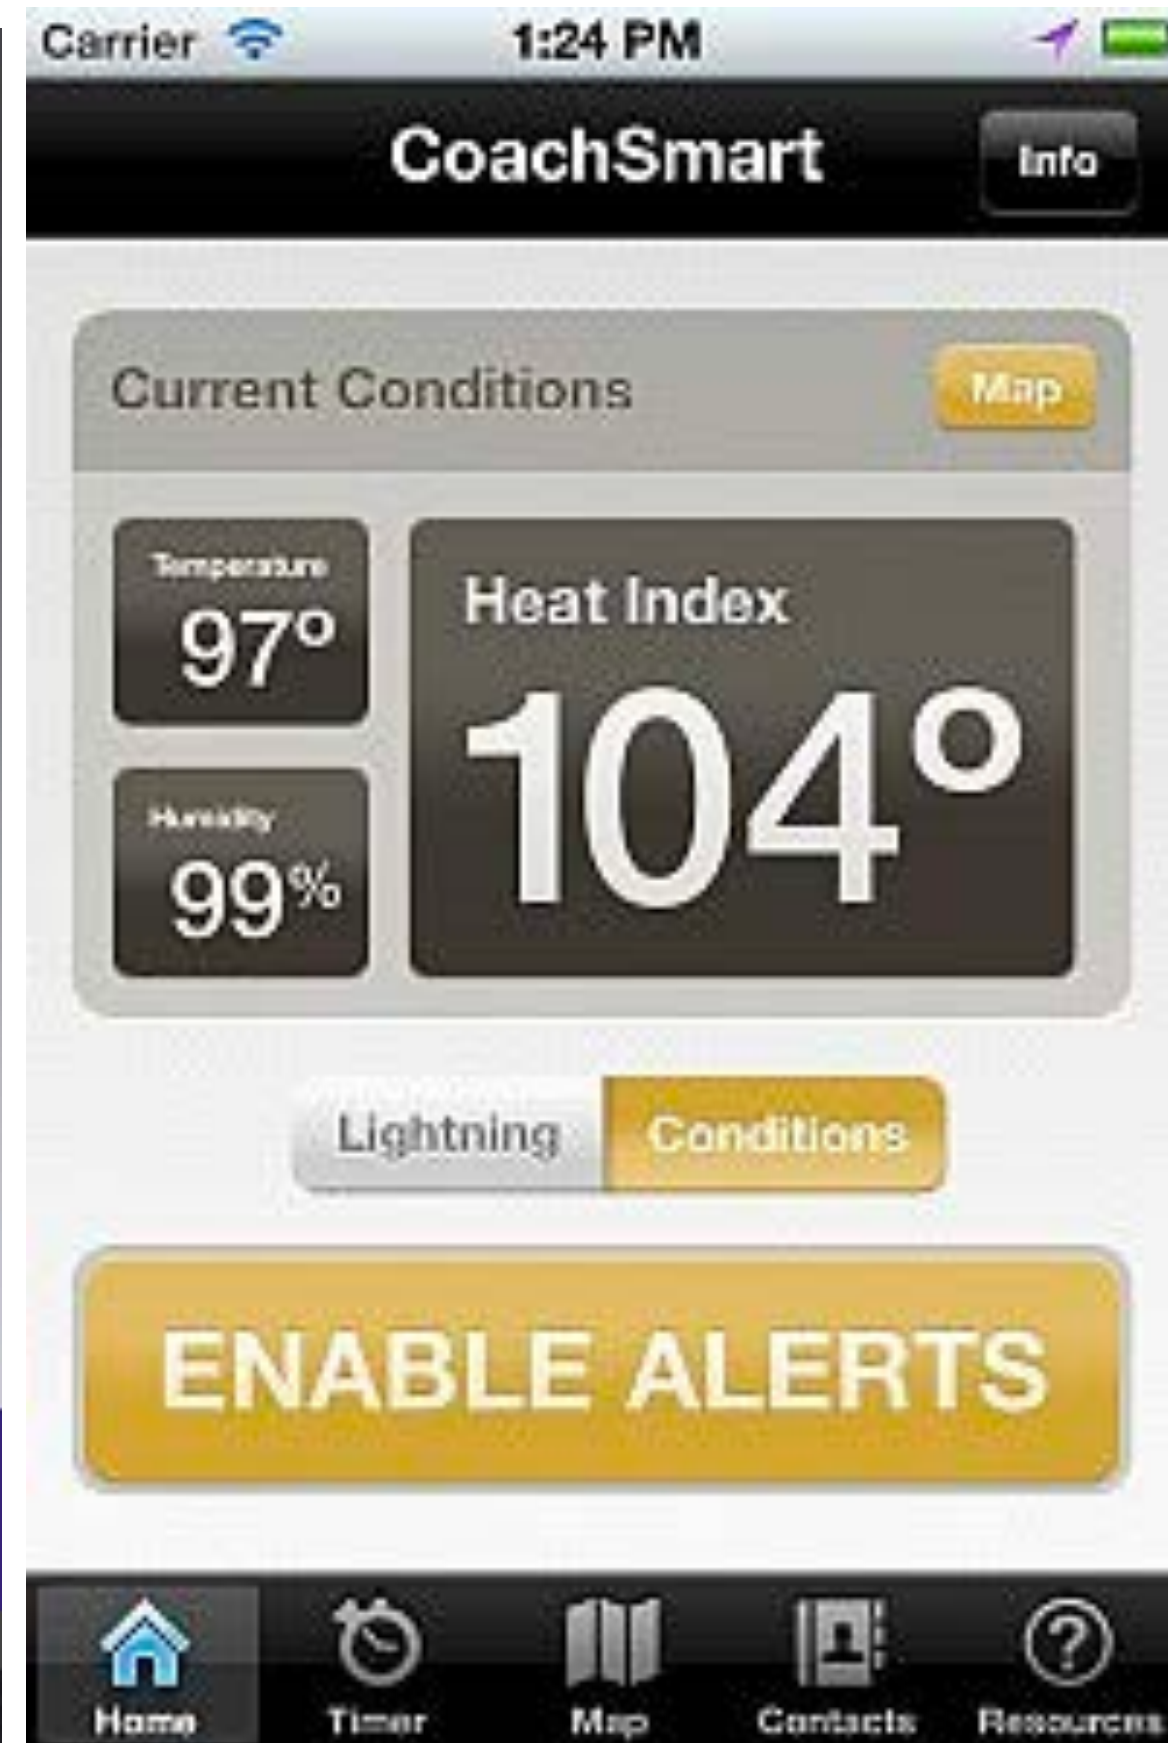 Carrier 1:24 PM
CoachSmart Info
Current Conditions Map
Temperature
97°
Heat Index
104°
Humidity
99%
Lightning Conditions
ENABLE ALERTS
Home Timer Map Contacts Resources